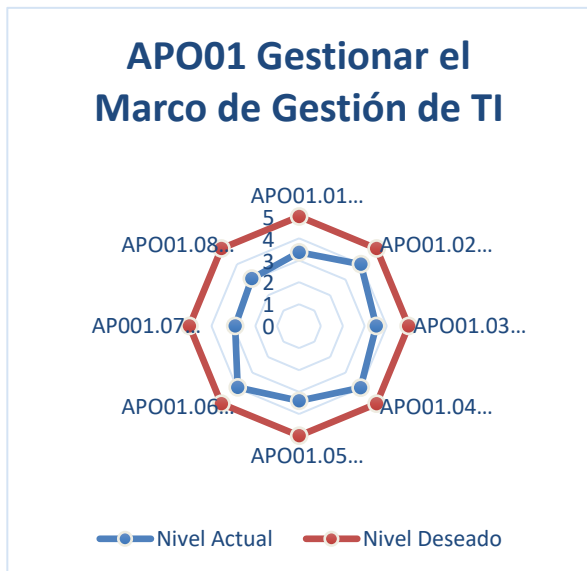 APO01 Gestionar el
Marco de Gestión de TI
APO01.01...
5
4
3
2
1
0
APO01.02...
APO01.03...
APO01.04...
APO01.05...
APO01.06...
AP001.07...
APO01.08...
Nivel Actual
Nivel Deseado